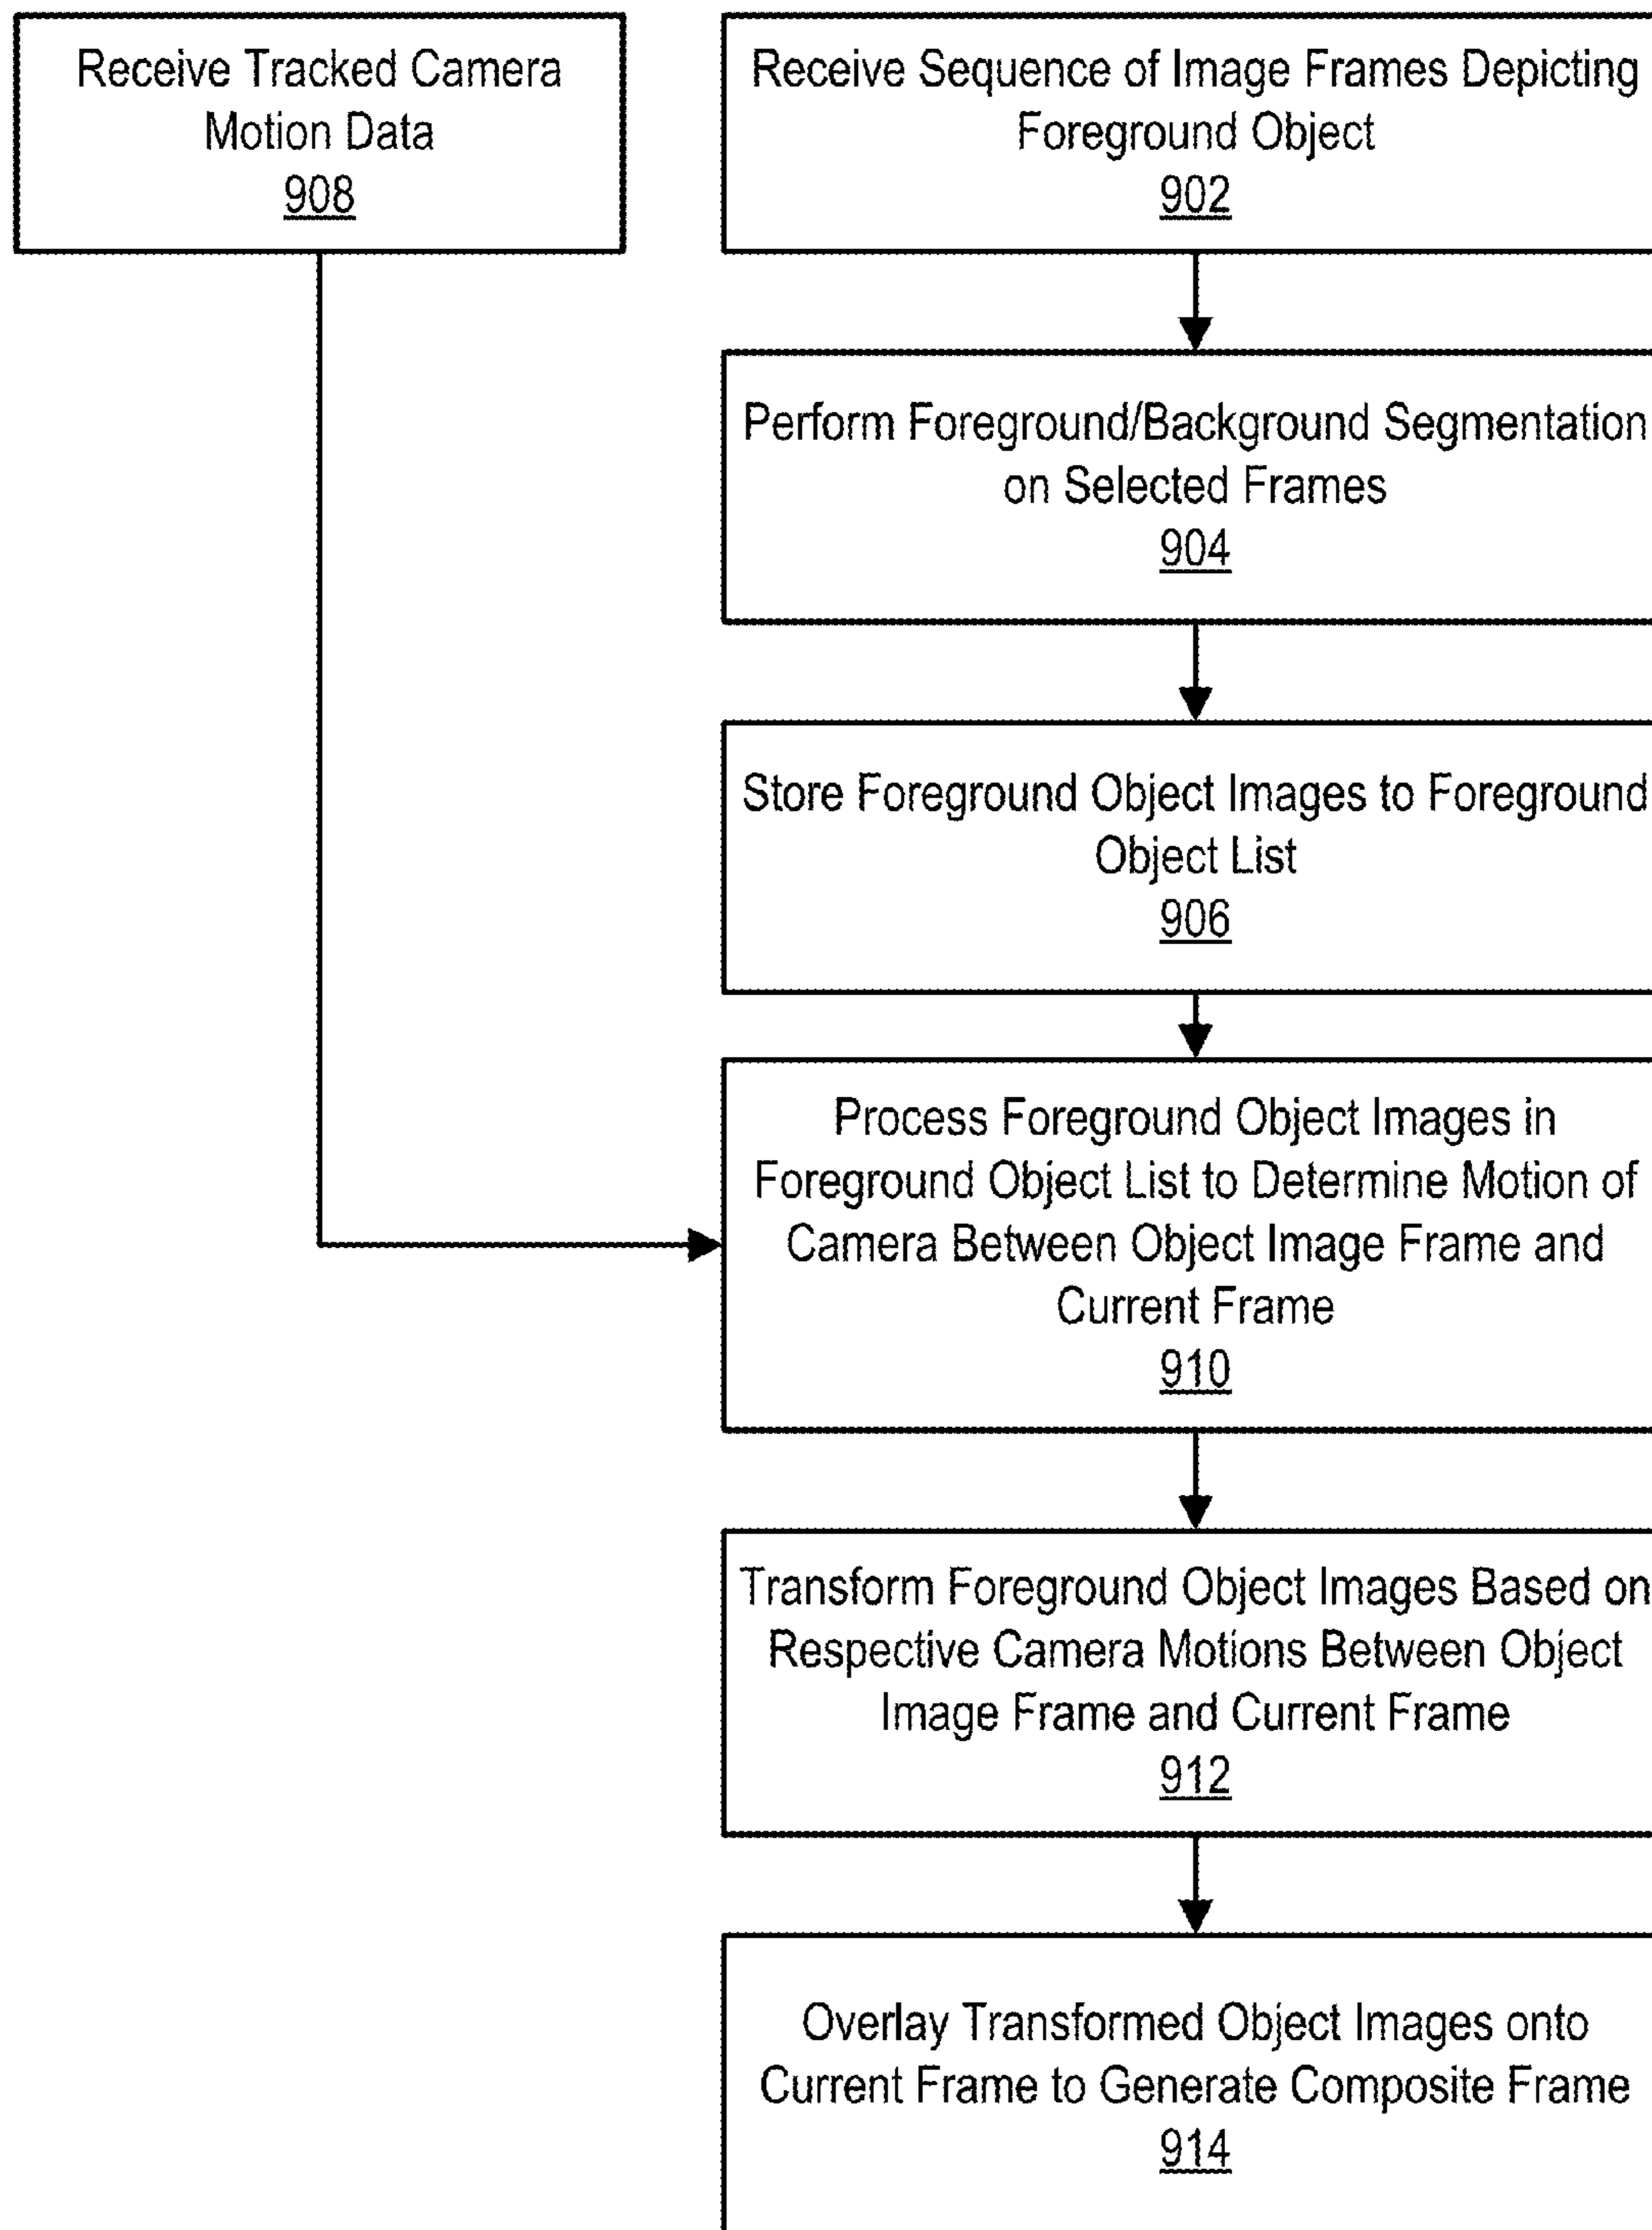 Receive Tracked Camera
Motion Data
908
Receive Sequence of Image Frames Depicting
Foreground Object
902
Perform Foreground/Background Segmentation
on Selected Frames
904
Store Foreground Object Images to Foreground
Object List
906
Process Foreground Object Images in
Foreground Object List to Determine Motion of
Camera Between Object Image Frame and
Current Frame
910
Transform Foreground Object Images Based on
Respective Camera Motions Between Object
Image Frame and Current Frame
912
Overlay Transformed Object Images onto
Current Frame to Generate Composite Frame
914